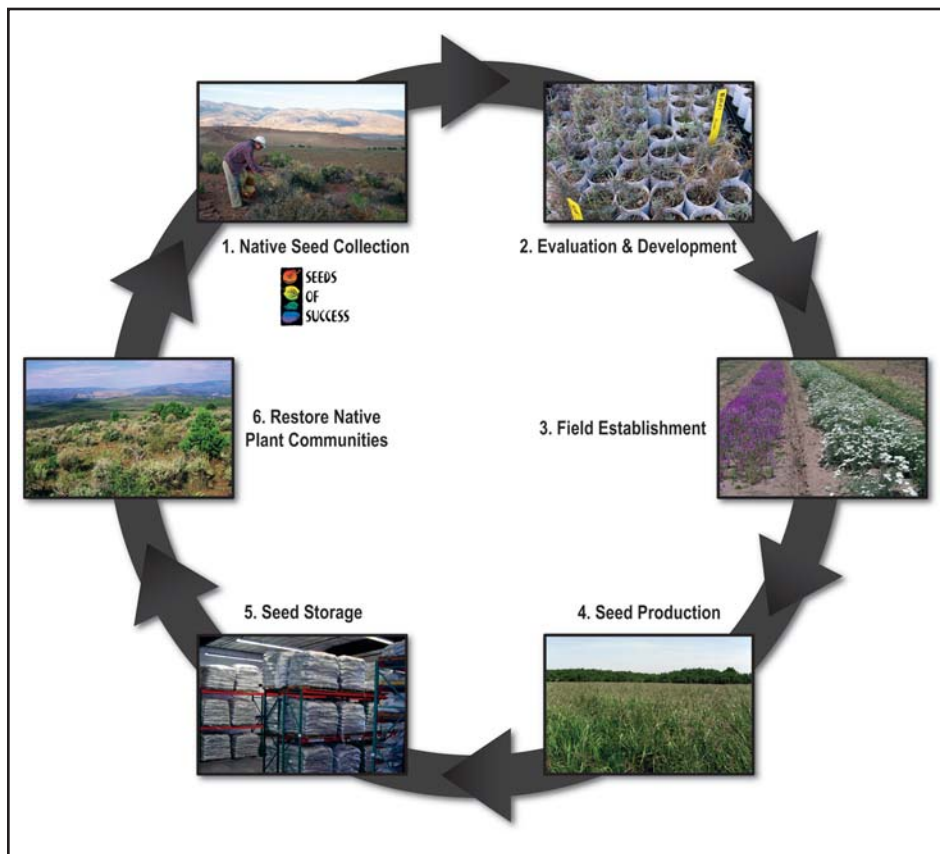 1. Native Seed Collection
SEEDS
OF
SUCCESS
2. Evaluation & Development
3. Field Establishment
4. Seed Production
5. Seed Storage
6. Restore Native
Plant Communities